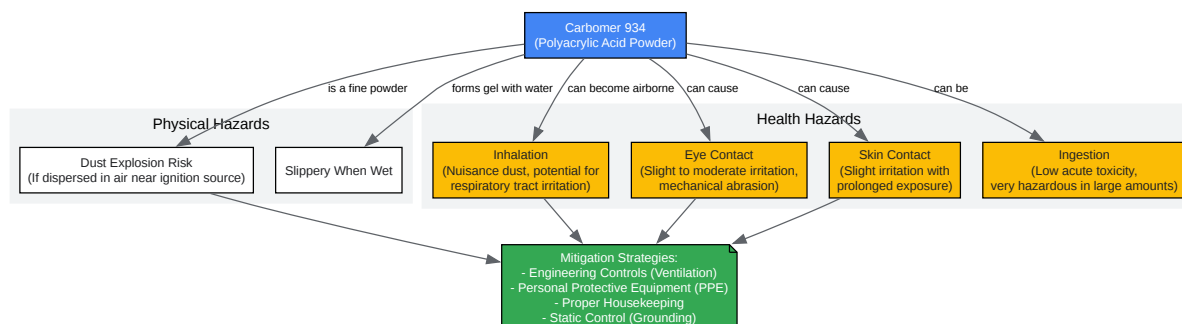 Carbomer 934
(Polyacrylic Acid Powder)
is a fine powder
forms gel with water
can become airborne
can cause
can cause
can be
Physical Hazards
Health Hazards
Dust Explosion Risk
(If dispersed in air near ignition source)
Slippery When Wet
Inhalation
(Nuisance dust, potential for
respiratory tract irritation)
Eye Contact
(Slight to moderate irritation,
mechanical abrasion)
Skin Contact
(Slight irritation with
prolonged exposure)
Ingestion
(Low acute toxicity,
very hazardous in large amounts)
Mitigation Strategies:
- Engineering Controls (Ventilation)
- Personal Protective Equipment (PPE)
- Proper Housekeeping
- Static Control (Grounding)